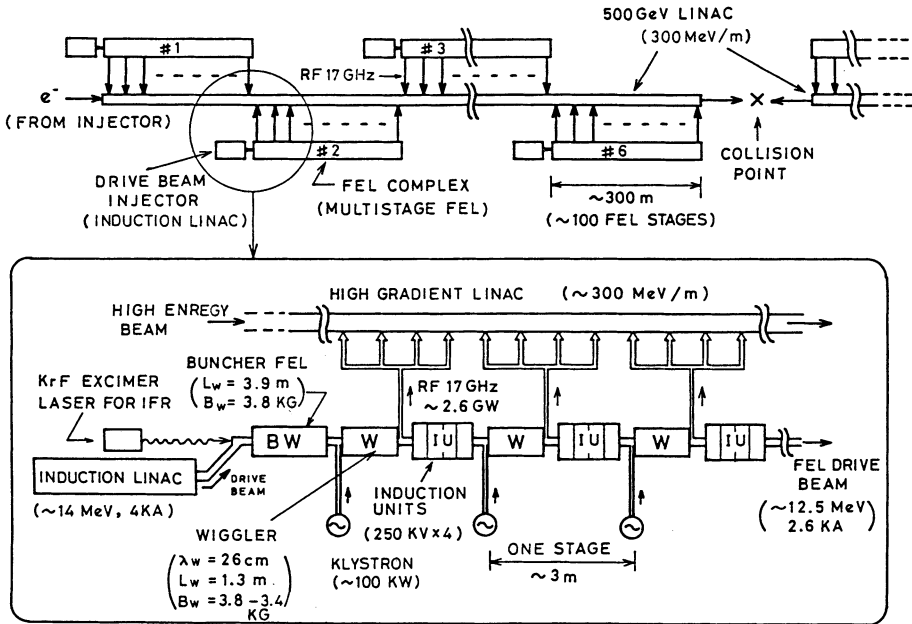 #1
#3
500GeV LINAC
(300MeV/m)
RF 17GHz
e⁻
(FROM INJECTOR)
#2
#6
COLLISION
POINT
DRIVE BEAM
INJECTOR
(INDUCTION LINAC)
FEL COMPLEX
(MULTISTAGE FEL)
~300 m
(~100 FEL STAGES)
HIGH GRADIENT LINAC (~300 MeV/m)
HIGH ENREGY
BEAM
BUNCHER FEL
(Lw = 3.9 m
Bw = 3.8 KG)
KrF EXCIMER
LASER FOR IFR
RF 17 GHz
~2.6 GW
BW
W
IU
W
IU
W
IU
INDUCTION LINAC
DRIVE
BEAM
(~14 MeV, 4KA)
INDUCTION
UNITS
(250 KV×4)
FEL DRIVE
BEAM
(~12.5 MeV
2.6 KA)
WIGGLER
(λw = 26cm
Lw = 1.3 m
Bw = 3.8-3.4
KG)
KLYSTRON
(~100 KW)
ONE STAGE
~3m